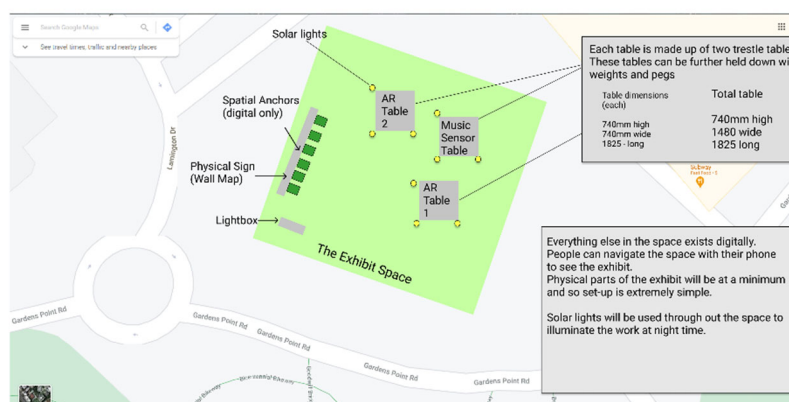 Search Google Maps
See travel times, traffic and nearby places
Solar lights
Spatial Anchors
(digital only)
Physical Sign
(Wall Map)
Lightbox
AR
Table
2
Music
Sensor
Table
AR
Table
1
The Exhibit Space
Lamington Dr
Each table is made up of two trestle table
These tables can be further held down wi
weights and pegs
Table dimensions
(each)
740mm high
740mm wide
1825 - long
Total table
740mm high
1480 wide
1825 long
Subway
Everything else in the space exists digitally.
People can navigate the space with their phone
to see the exhibit.
Physical parts of the exhibit will be at a minimum
and so set-up is extremely simple.
Solar lights will be used through out the space to
illuminate the work at night time.
Gardens Point Rd
Gardens Point Rd
Gardens Point Rd
Gardens Point Rd
Gardens Point Rd